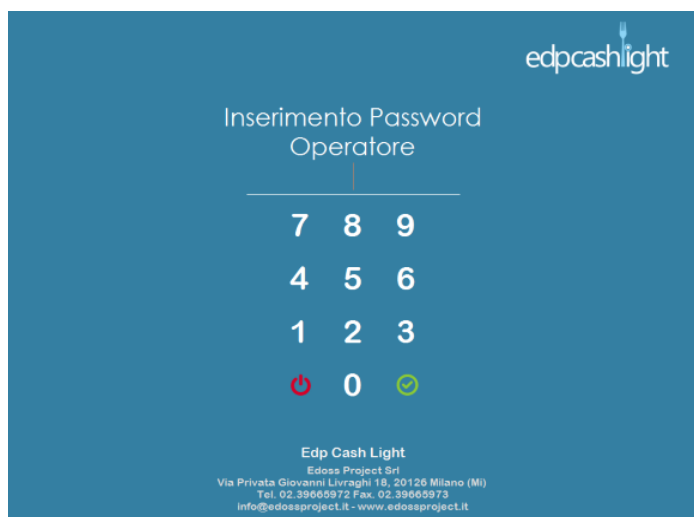 edpcashlight
Inserimento Password
Operatore
7 8 9
4 5 6
1 2 3
0
Edp Cash Light
Edoss Project Srl
Via Privata Giovanni Livraghi 18, 20126 Milano (Mi)
Tel. 02.39665972 Fax. 02.39665973
info@edossproject.it - www.edossproject.it